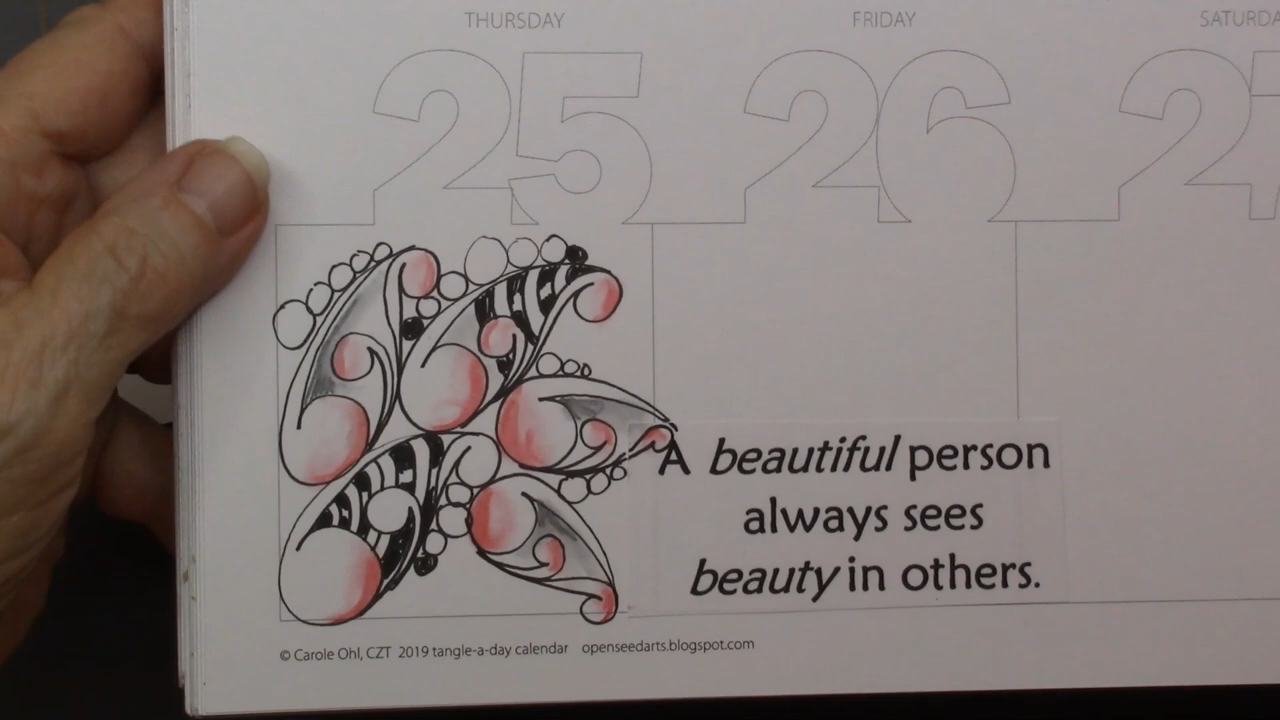 THURSDAY FRIDAY
25 26
A beautiful person
always sees
beauty in others.
© Carole Ohl, CZT 2019 tangle-a-day calendar openseedarts.blogspot.com